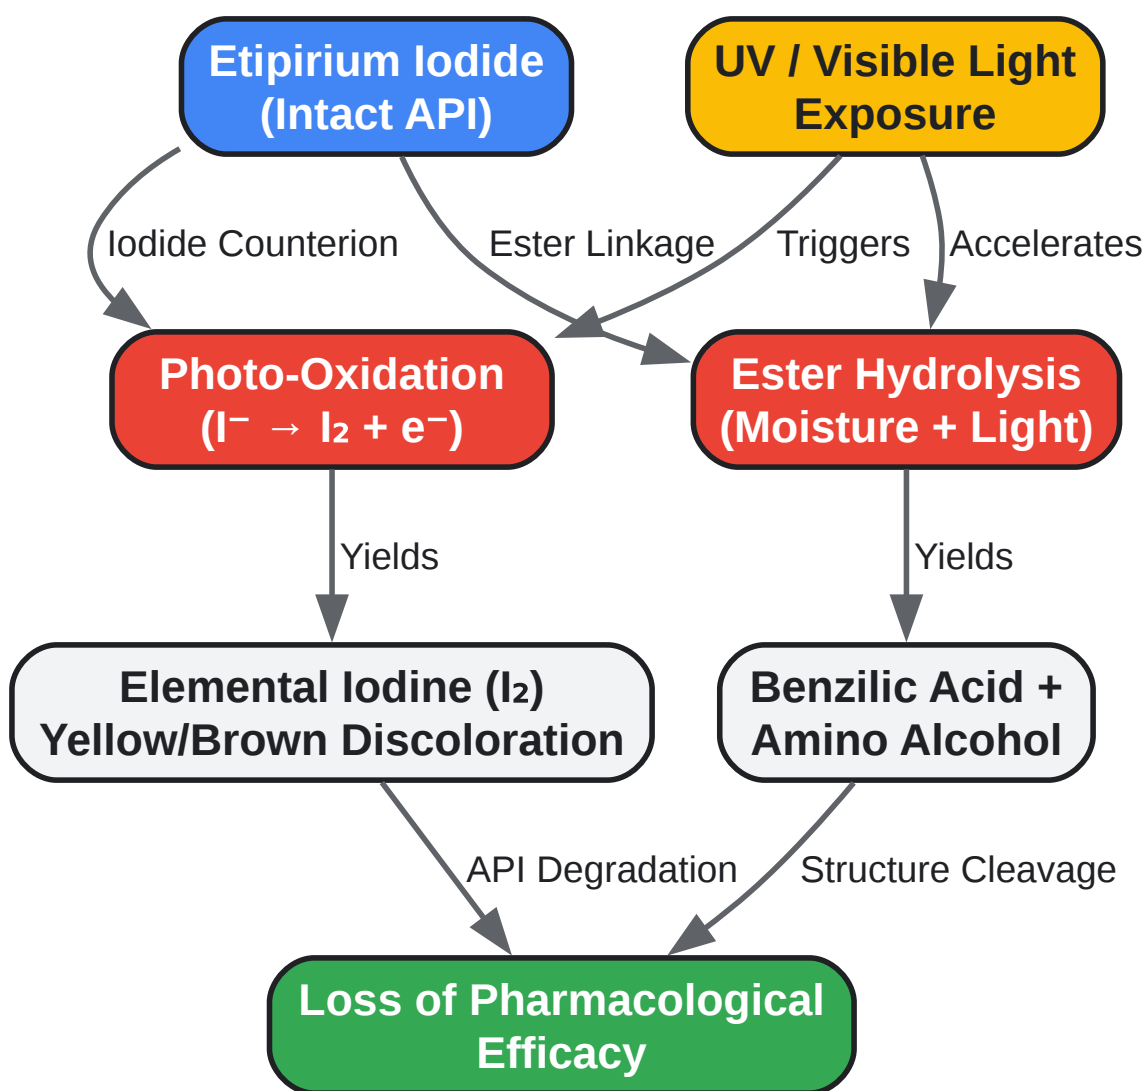 Etipirium Iodide
(Intact API)
UV / Visible Light
Exposure
Iodide Counterion
Ester Linkage
Triggers
Accelerates
Photo-Oxidation
(I⁻ → I₂ + e⁻)
Ester Hydrolysis
(Moisture + Light)
Yields
Yields
Elemental Iodine (I₂)
Yellow/Brown Discoloration
Benzilic Acid +
Amino Alcohol
API Degradation
Structure Cleavage
Loss of Pharmacological
Efficacy